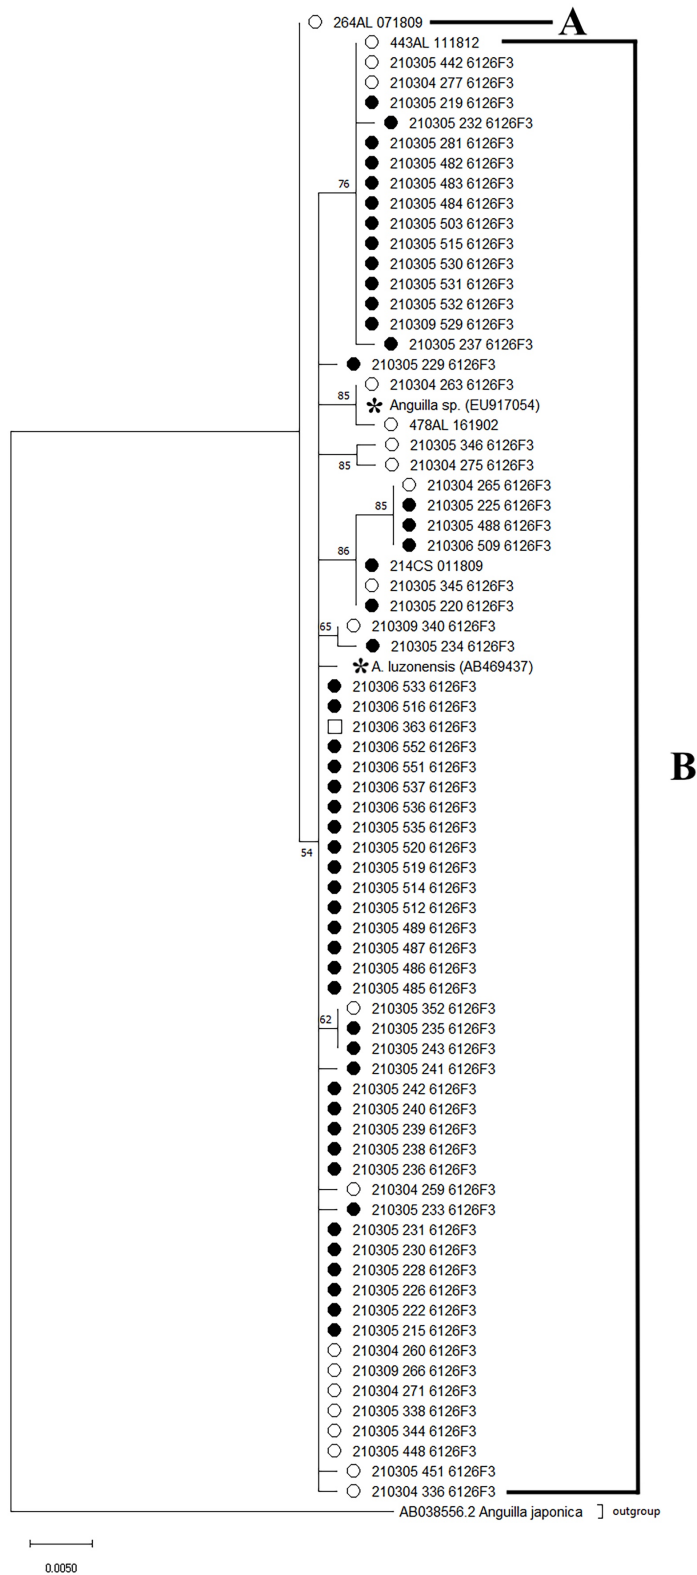 264AL 071809
A
443AL 111812
210305 442 6126F3
210304 277 6126F3
210305 219 6126F3
210305 232 6126F3
210305 281 6126F3
210305 482 6126F3
76
210305 483 6126F3
210305 484 6126F3
210305 503 6126F3
210305 515 6126F3
210305 530 6126F3
210305 531 6126F3
210305 532 6126F3
210309 529 6126F3
210305 237 6126F3
210305 229 6126F3
210304 263 6126F3
85
Anguilla sp. (EU917054)
478AL 161902
210305 346 6126F3
85
210304 275 6126F3
210304 265 6126F3
85
210305 225 6126F3
210305 488 6126F3
210306 509 6126F3
86
214CS 011809
210305 345 6126F3
210305 220 6126F3
65
210309 340 6126F3
210305 234 6126F3
A. luzonensis (AB469437)
210306 533 6126F3
210306 516 6126F3
210306 363 6126F3
210306 552 6126F3
210306 551 6126F3
B
210306 537 6126F3
210306 536 6126F3
210305 535 6126F3
210305 520 6126F3
54
210305 519 6126F3
210305 514 6126F3
210305 512 6126F3
210305 489 6126F3
210305 487 6126F3
210305 486 6126F3
210305 485 6126F3
210305 352 6126F3
62
210305 235 6126F3
210305 243 6126F3
210305 241 6126F3
210305 242 6126F3
210305 240 6126F3
210305 239 6126F3
210305 238 6126F3
210305 236 6126F3
210304 259 6126F3
210305 233 6126F3
210305 231 6126F3
210305 230 6126F3
210305 228 6126F3
210305 226 6126F3
210305 222 6126F3
210305 215 6126F3
210304 260 6126F3
210309 266 6126F3
210304 271 6126F3
210305 338 6126F3
210305 344 6126F3
210305 448 6126F3
210305 451 6126F3
210304 336 6126F3
AB038556.2 Anguilla japonica
outgroup
0.0050